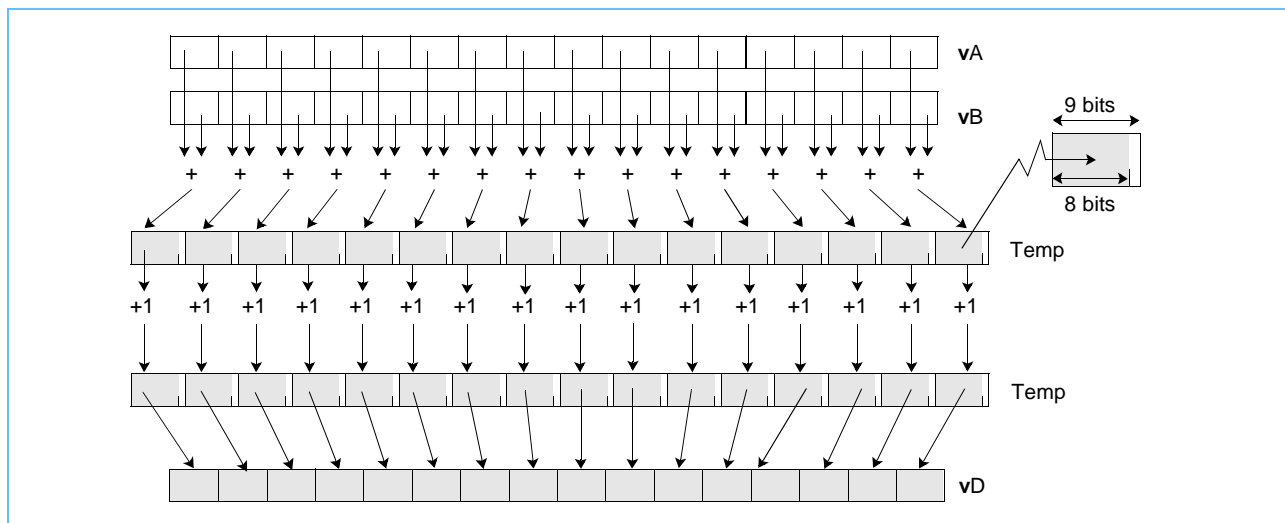 vA
vB
9 bits
+ + + + + + + + + + + + + + + +
8 bits
Temp
+1 +1 +1 +1 +1 +1 +1 +1 +1 +1 +1 +1 +1 +1 +1 +1
Temp
vD